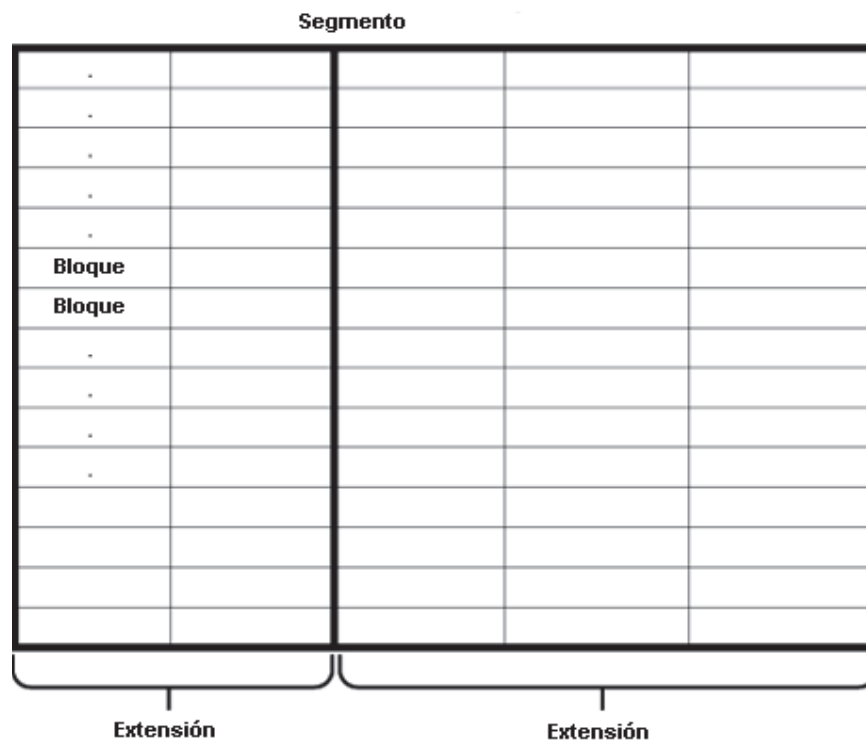 Segmento
.
.
.
.
.
Bloque
Bloque
.
.
.
.
Extensión
Extensión